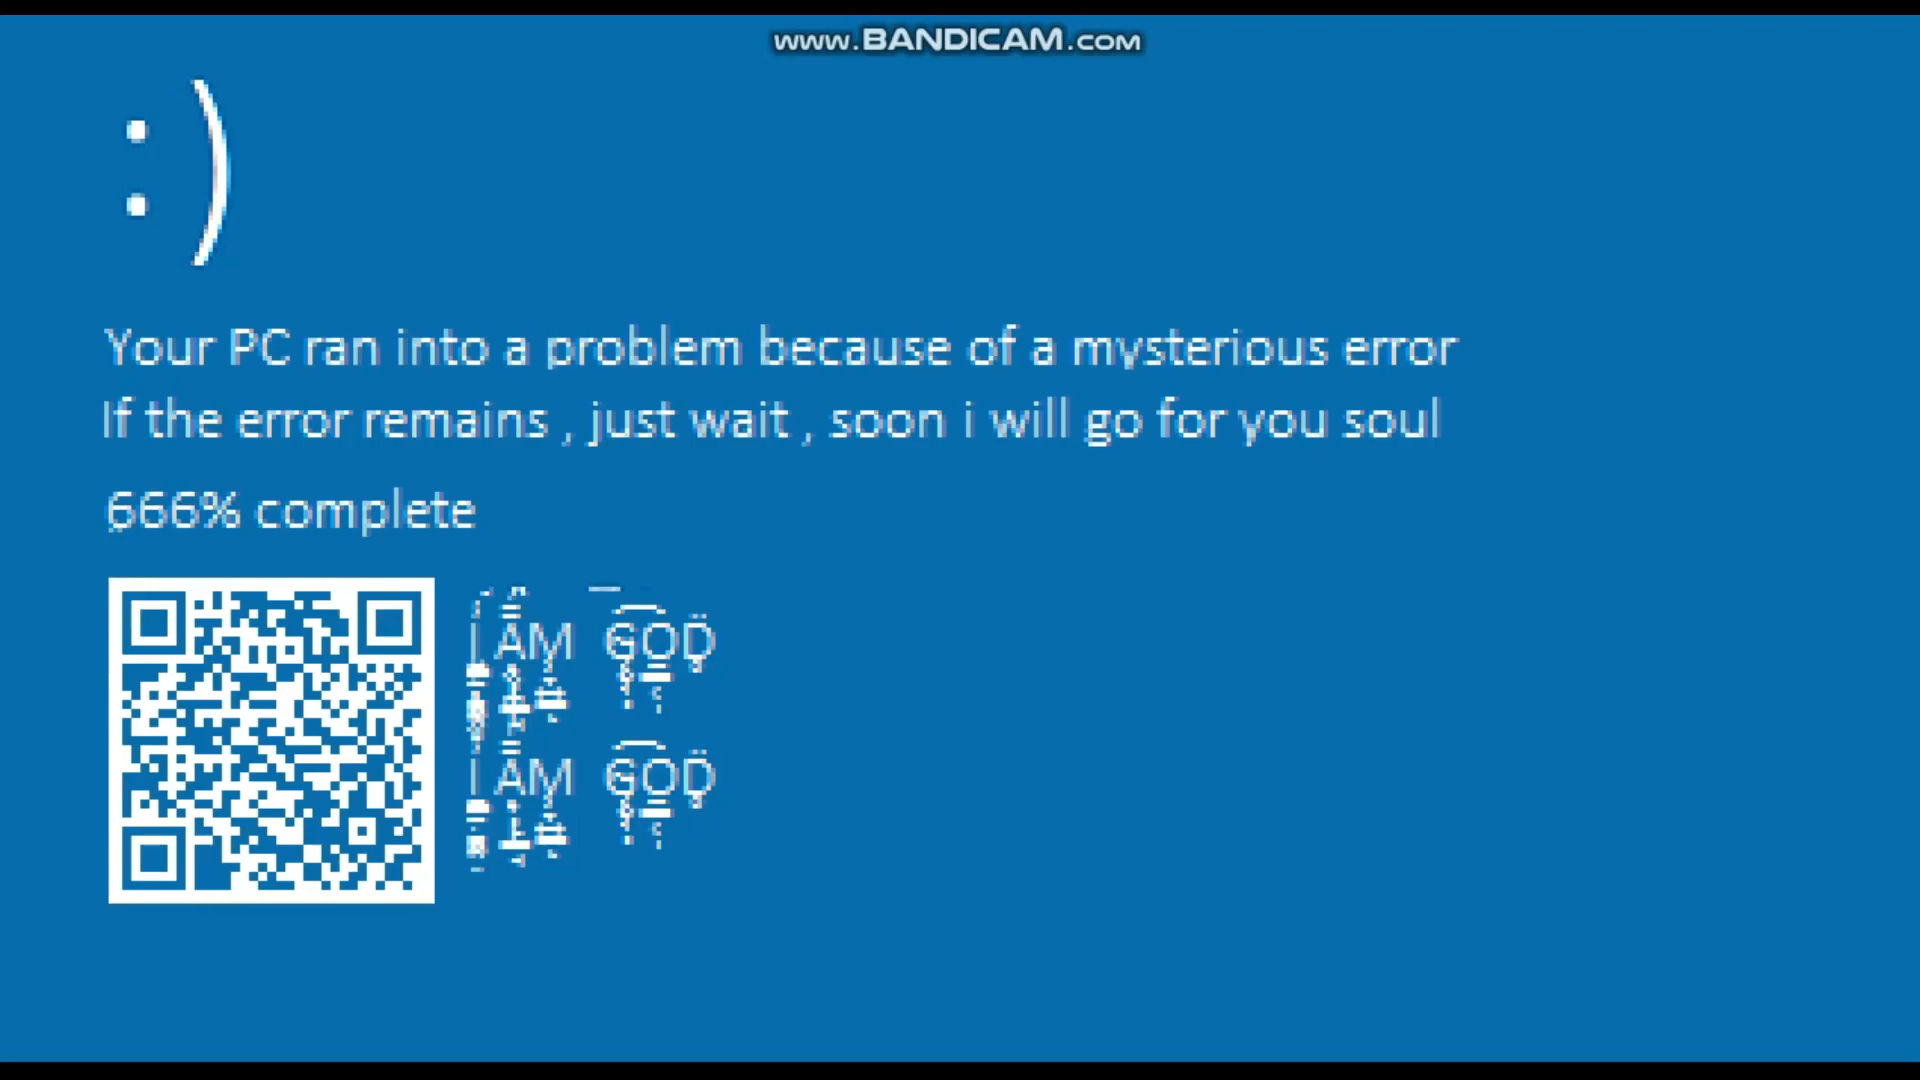 www.BANDICAM.COM
:)
Your PC ran into a problem because of a mysterious error
If the error remains , just wait , soon i will go for you soul
666% complete
I AM GOD
I AM GOD